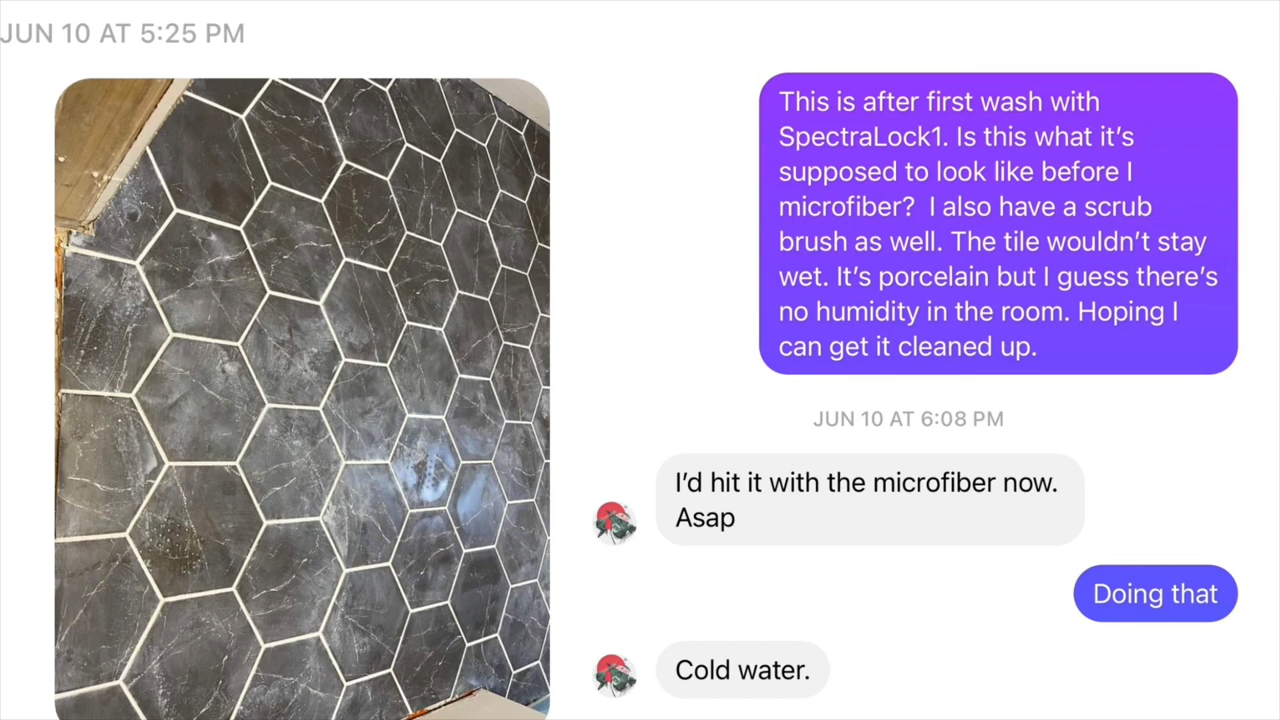 JUN 10 AT 5:25 PM
This is after first wash with
SpectraLock1. Is this what it’s
supposed to look like before I
microfiber?  I also have a scrub
brush as well. The tile wouldn’t stay
wet. It’s porcelain but I guess there’s
no humidity in the room. Hoping I
can get it cleaned up.
JUN 10 AT 6:08 PM
I’d hit it with the microfiber now.
Asap
Doing that
Cold water.